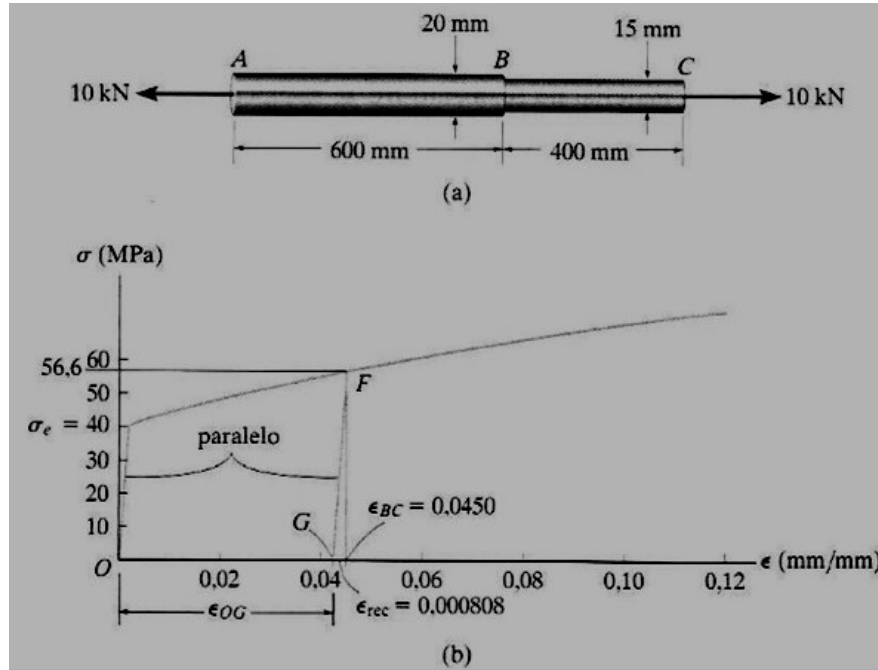 20 mm 15 mm
A B C
10 kN 10 kN
600 mm 400 mm
(a)
σ (MPa)
56,6 60
F
50
σe = 40
paralelo
30
20
ϵBC = 0,0450
10
G
O 0,02 0,04 0,06 0,08 0,10 0,12 ϵ (mm/mm)
ϵOG ϵrec = 0,000808
(b)